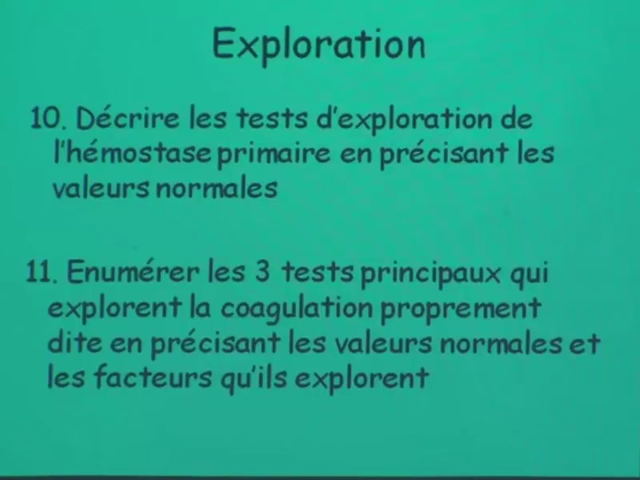 Exploration
10. Décrire les tests d'exploration de
l'hémostase primaire en précisant les
valeurs normales
11. Enumérer les 3 tests principaux qui
explorent la coagulation proprement
dite en précisant les valeurs normales et
les facteurs qu'ils explorent